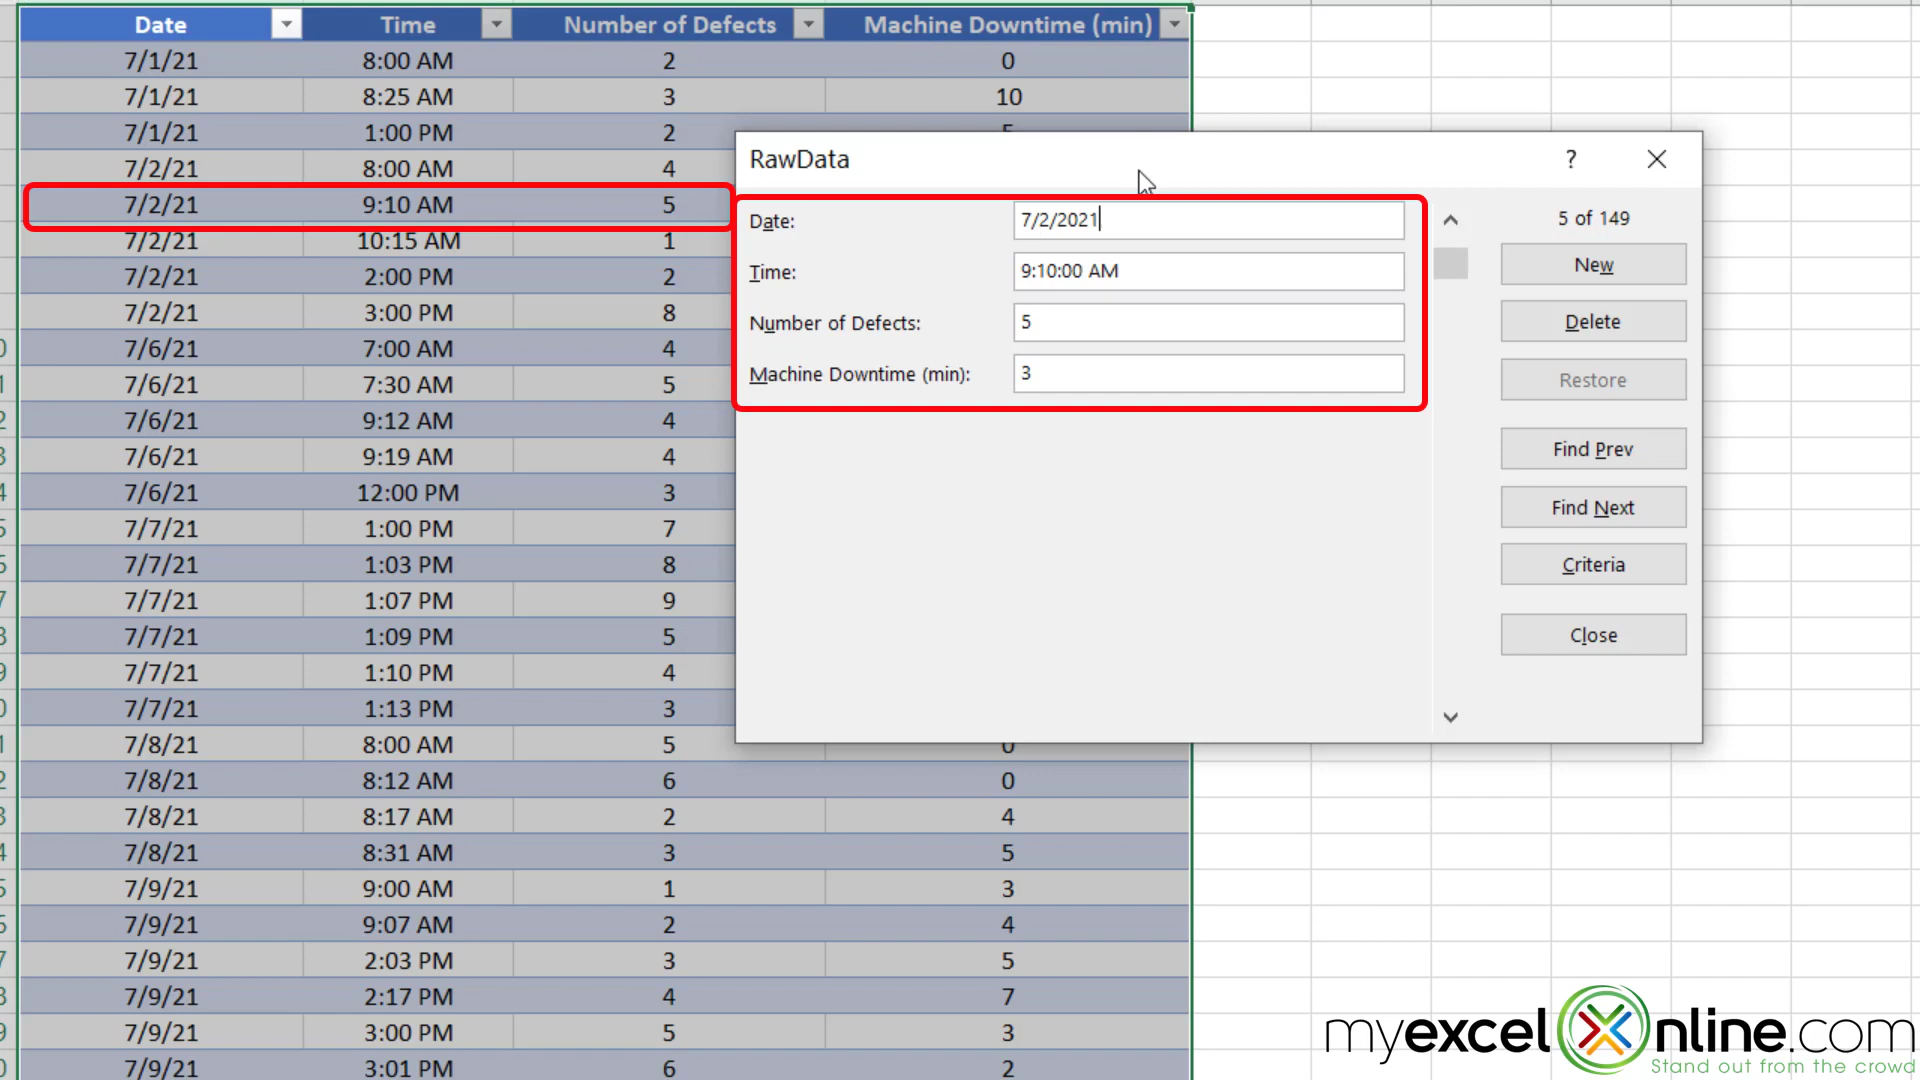 Date Time Number of Defects Machine Downtime (min)
7/1/21 8:00 AM 2 0
7/1/21 8:25 AM 3 10
7/1/21 1:00 PM 2
7/2/21 8:00 AM 4
7/2/21 9:10 AM 5
7/2/21 10:15 AM 1
7/2/21 2:00 PM 2
7/2/21 3:00 PM 8
7/6/21 7:00 AM 4
7/6/21 7:30 AM 5
7/6/21 9:12 AM 4
7/6/21 9:19 AM 4
7/6/21 12:00 PM 3
7/7/21 1:00 PM 7
7/7/21 1:03 PM 8
7/7/21 1:07 PM 9
7/7/21 1:09 PM 5
7/7/21 1:10 PM 4
7/7/21 1:13 PM 3
7/8/21 8:00 AM 5 0
7/8/21 8:12 AM 6 0
7/8/21 8:17 AM 2 4
7/8/21 8:31 AM 3 5
7/9/21 9:00 AM 1 3
7/9/21 9:07 AM 2 4
7/9/21 2:03 PM 3 5
7/9/21 2:17 PM 4 7
7/9/21 3:00 PM 5 3
7/9/21 3:01 PM 6 2
RawData ? 
Date: 7/2/2021
Time: 9:10:00 AM
Number of Defects: 5
Machine Downtime (min): 3
5 of 149
New
Delete
Restore
Find Prev
Find Next
Criteria
Close
myexcelOnline.com
Stand out from the crowd